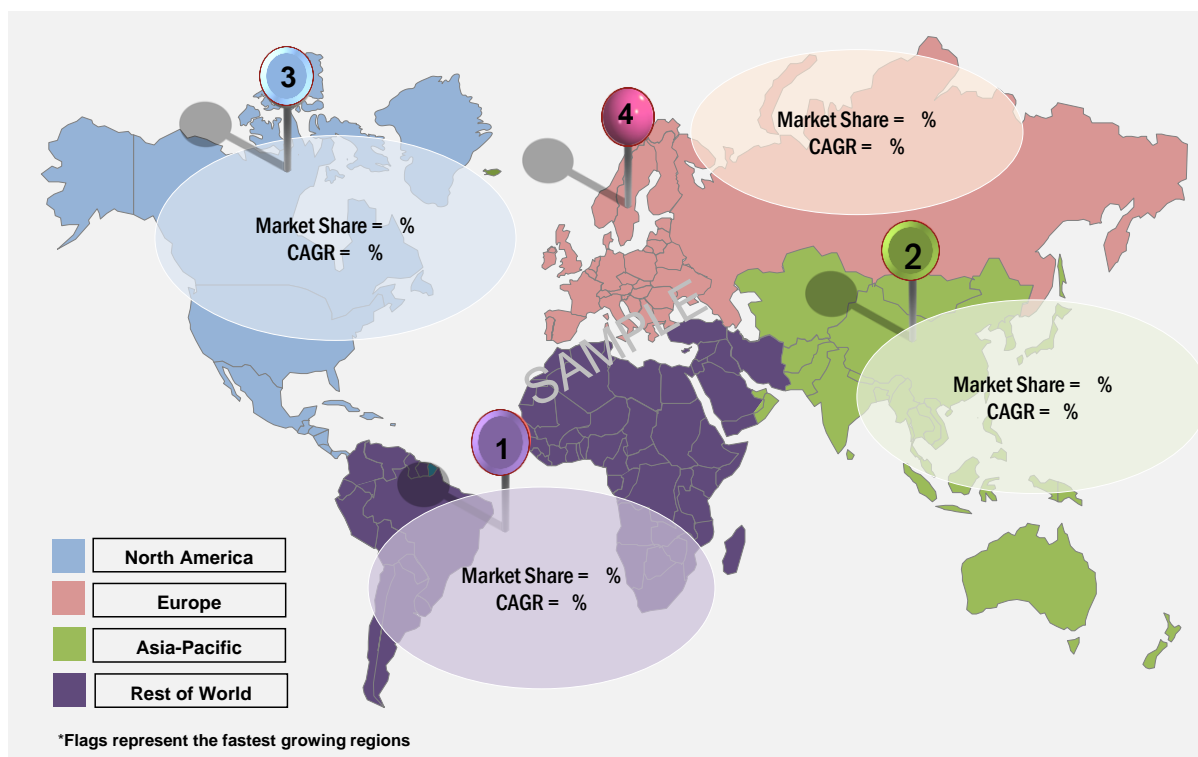 3
4
Market Share = %
CAGR = %
Market Share = %
CAGR = %
2
SAMPLE
Market Share = %
CAGR = %
1
Market Share = %
CAGR = %
North America
Europe
Asia-Pacific
Rest of World
*Flags represent the fastest growing regions